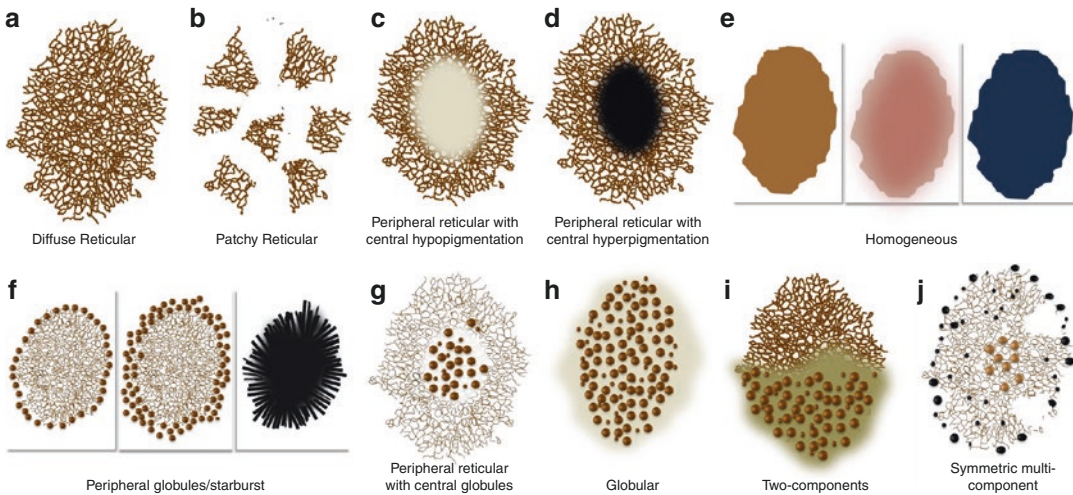 a
b
c
d
e
Diffuse Reticular
Patchy Reticular
Peripheral reticular with
central hypopigmentation
Peripheral reticular with
central hyperpigmentation
Homogeneous
f
g
h
i
j
Peripheral globules/starburst
Peripheral reticular
with central globules
Globular
Two-components
Symmetric multi-
component